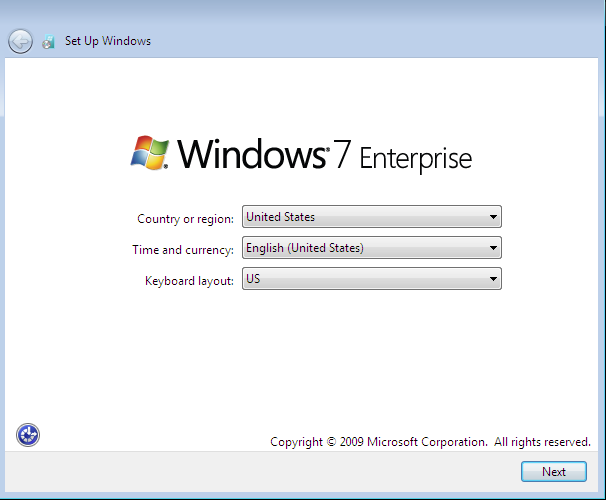 Set Up Windows
Windows® 7 Enterprise
Country or region: United States
Time and currency: English (United States)
Keyboard layout: US
Copyright © 2009 Microsoft Corporation. All rights reserved.
Next